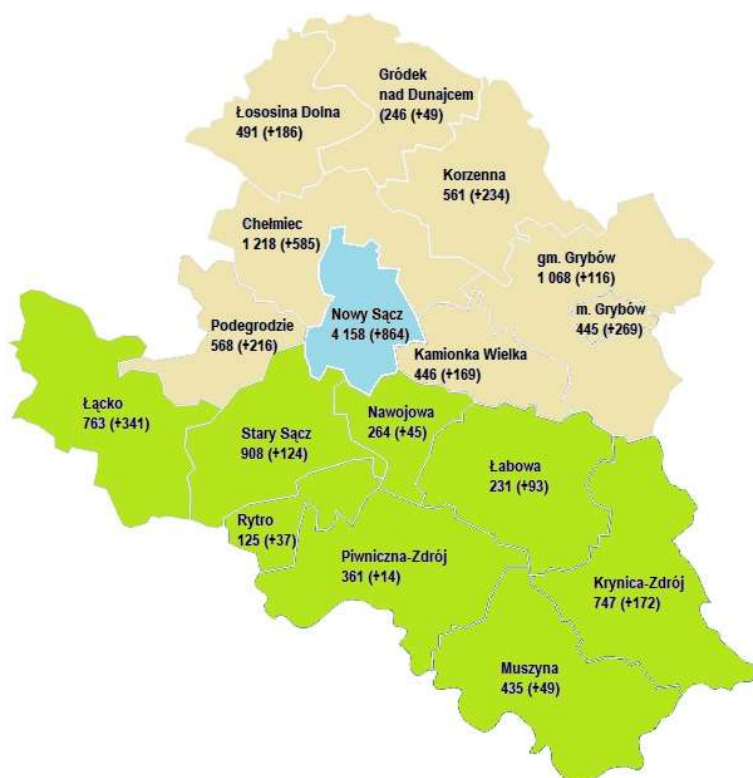 Gródek
nad Dunajcem
(246 (+49)
Łososina Dolna
491 (+186)
Korzenna
561 (+234)
Chełmiec
1 218 (+585)
gm. Grybów
1 068 (+116)
m. Grybów
445 (+269)
Nowy Sącz
4 158 (+864)
Podegrodzie
568 (+216)
Kamionka Wielka
446 (+169)
Łącko
763 (+341)
Nawojowa
264 (+45)
Stary Sącz
908 (+124)
Łabowa
231 (+93)
Rytro
125 (+37)
Piwniczna-Zdrój
361 (+14)
Krynica-Zdrój
747 (+172)
Muszyna
435 (+49)